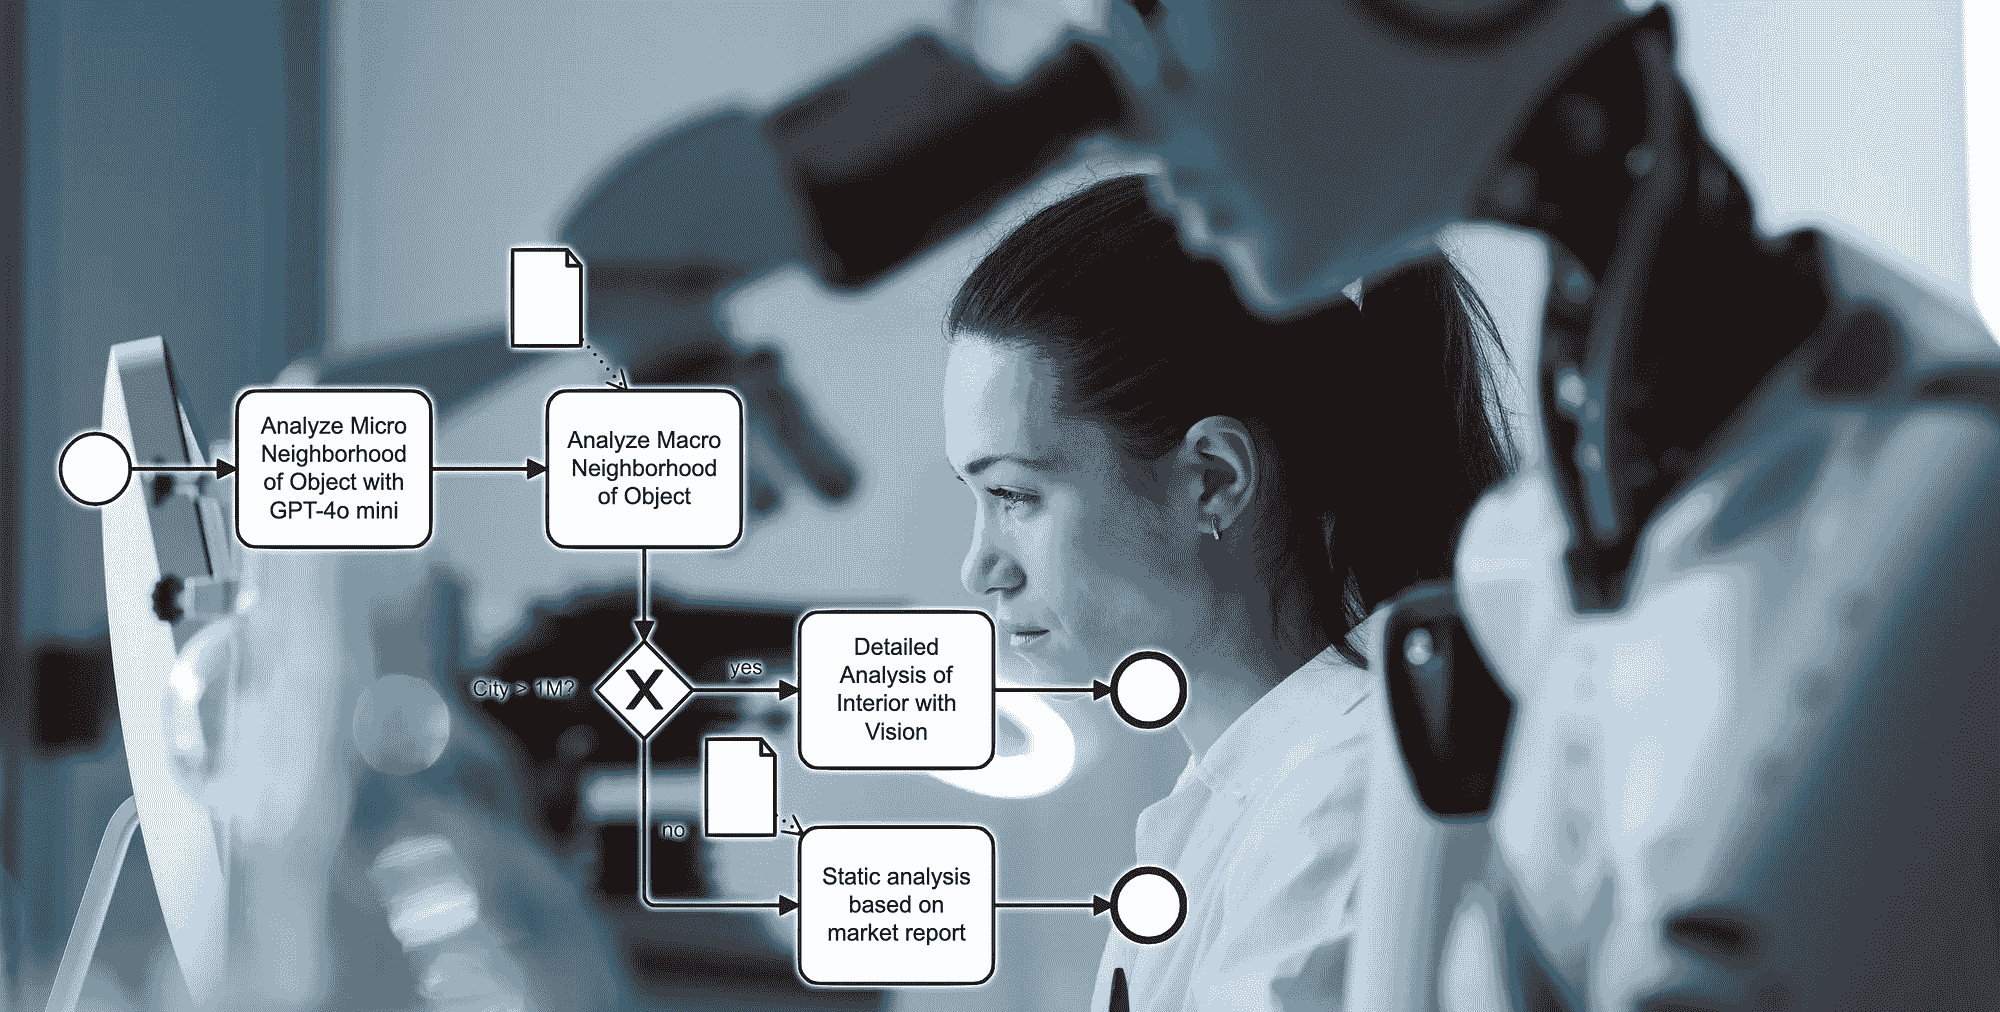 Analyze Micro
Neighborhood
of Object with
GPT-4o mini
Analyze Macro
Neighborhood
of Object
City > 1M?
X
yes
Detailed
Analysis of
Interior with
Vision
no
Static analysis
based on
market report